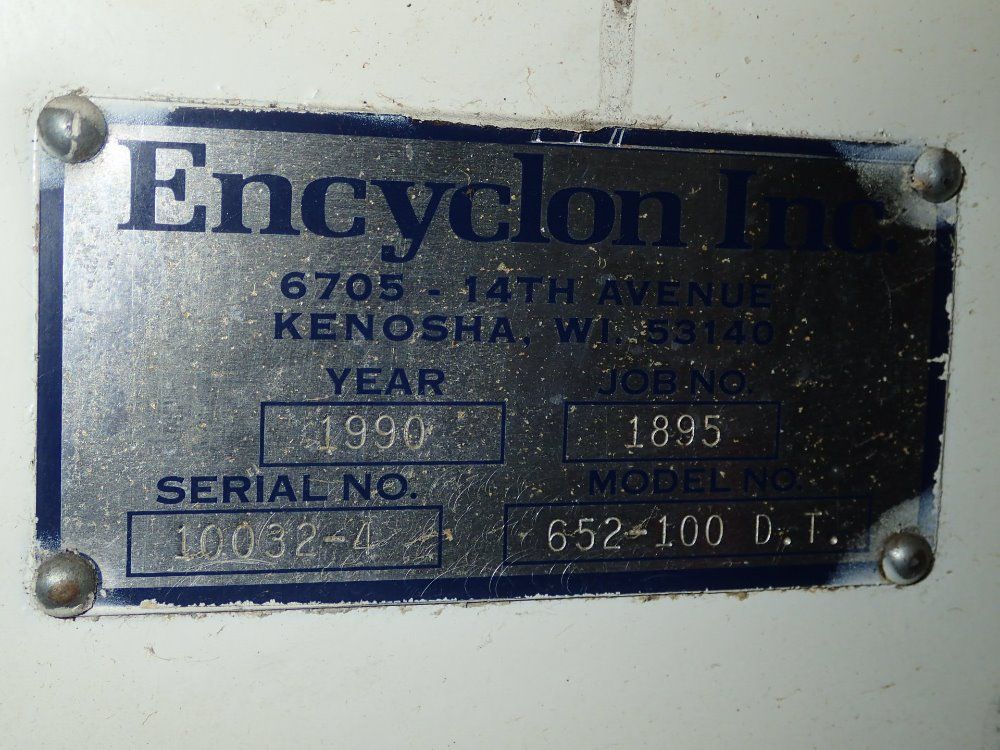 Encyclon Inc.
6705 - 14TH AVENUE
KENOSHA, WI. 53140
YEAR JOB NO.
1990 1895
SERIAL NO. MODEL NO.
10032-4 652-100 D.T.